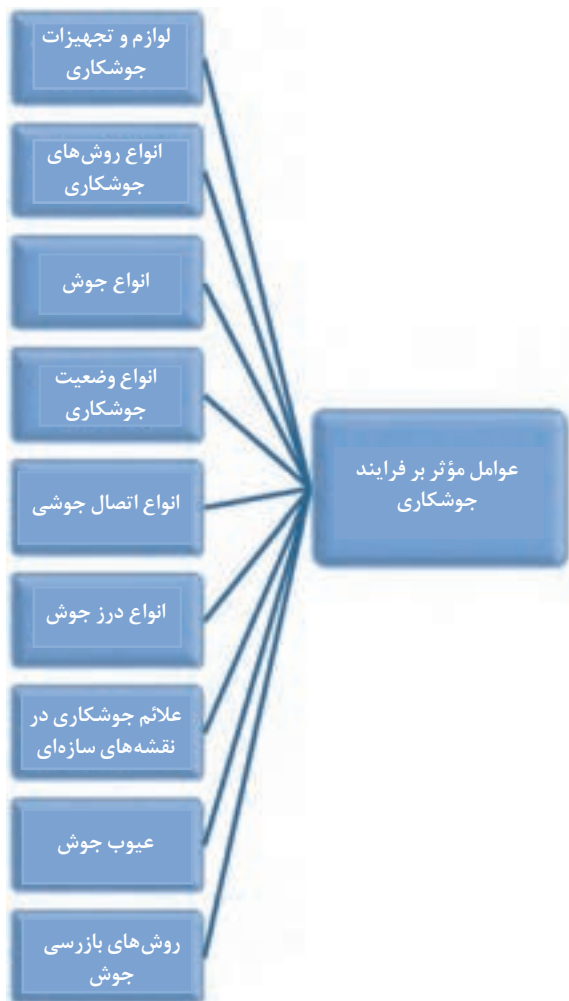 عوامل مؤثر بر فرایند
جوشکاری
لوازم و تجهیزات
جوشکاری
انواع روش‌های
جوشکاری
انواع جوش
انواع وضعیت
جوشکاری
انواع اتصال جوشی
انواع درز جوش
علائم جوشکاری در
نقشه‌های سازه‌ای
عیوب جوش
روش‌های بازرسی
جوش